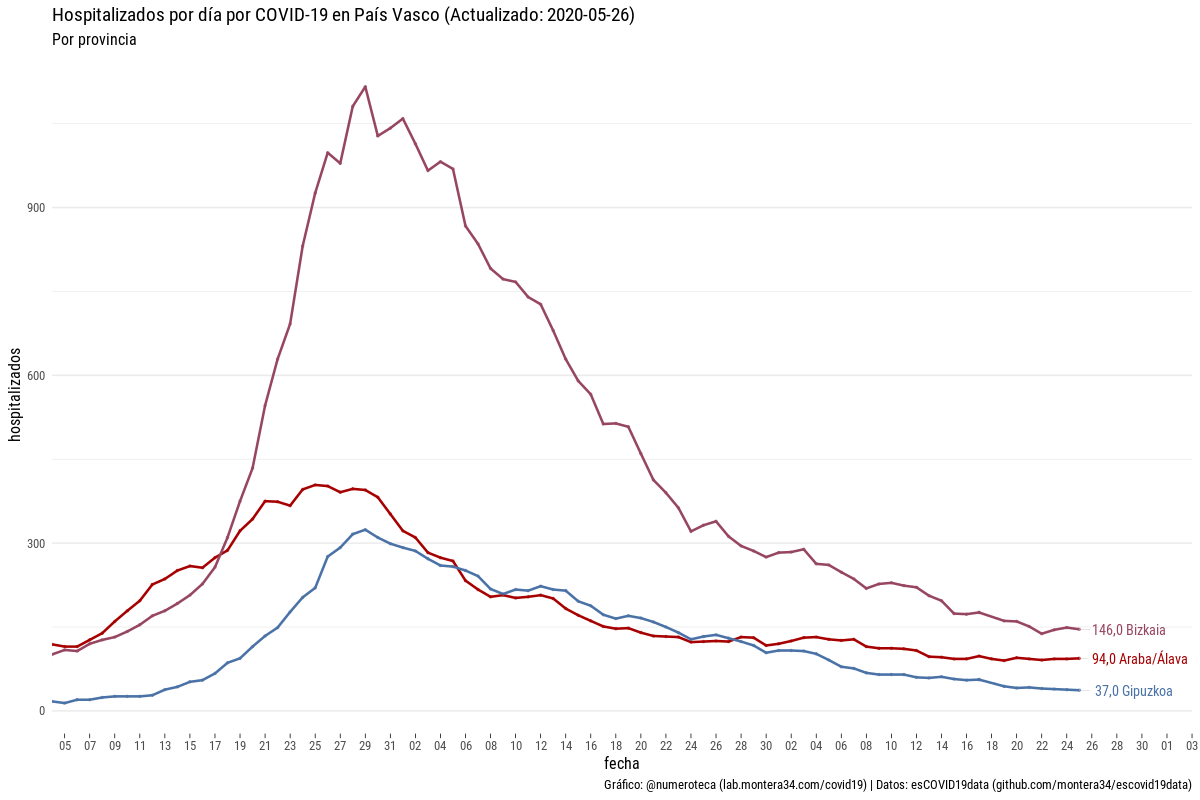 Hospitalizados por día por COVID-19 en País Vasco (Actualizado: 2020-05-26)
Por provincia
hospitalizados
900
600
300
0
146,0 Bizkaia
94,0 Araba/Álava
37,0 Gipuzkoa
05 07 09 11 13 15 17 19 21 23 25 27 29 31 02 04 06 08 10 12 14 16 18 20 22 24 26 28 30 02 04 06 08 10 12 14 16 18 20 22 24 26 28 30 01 03
fecha
Gráfico: @numeroteca (lab.montera34.com/covid19) | Datos: esCOVID19data (github.com/montera34/escovid19data)